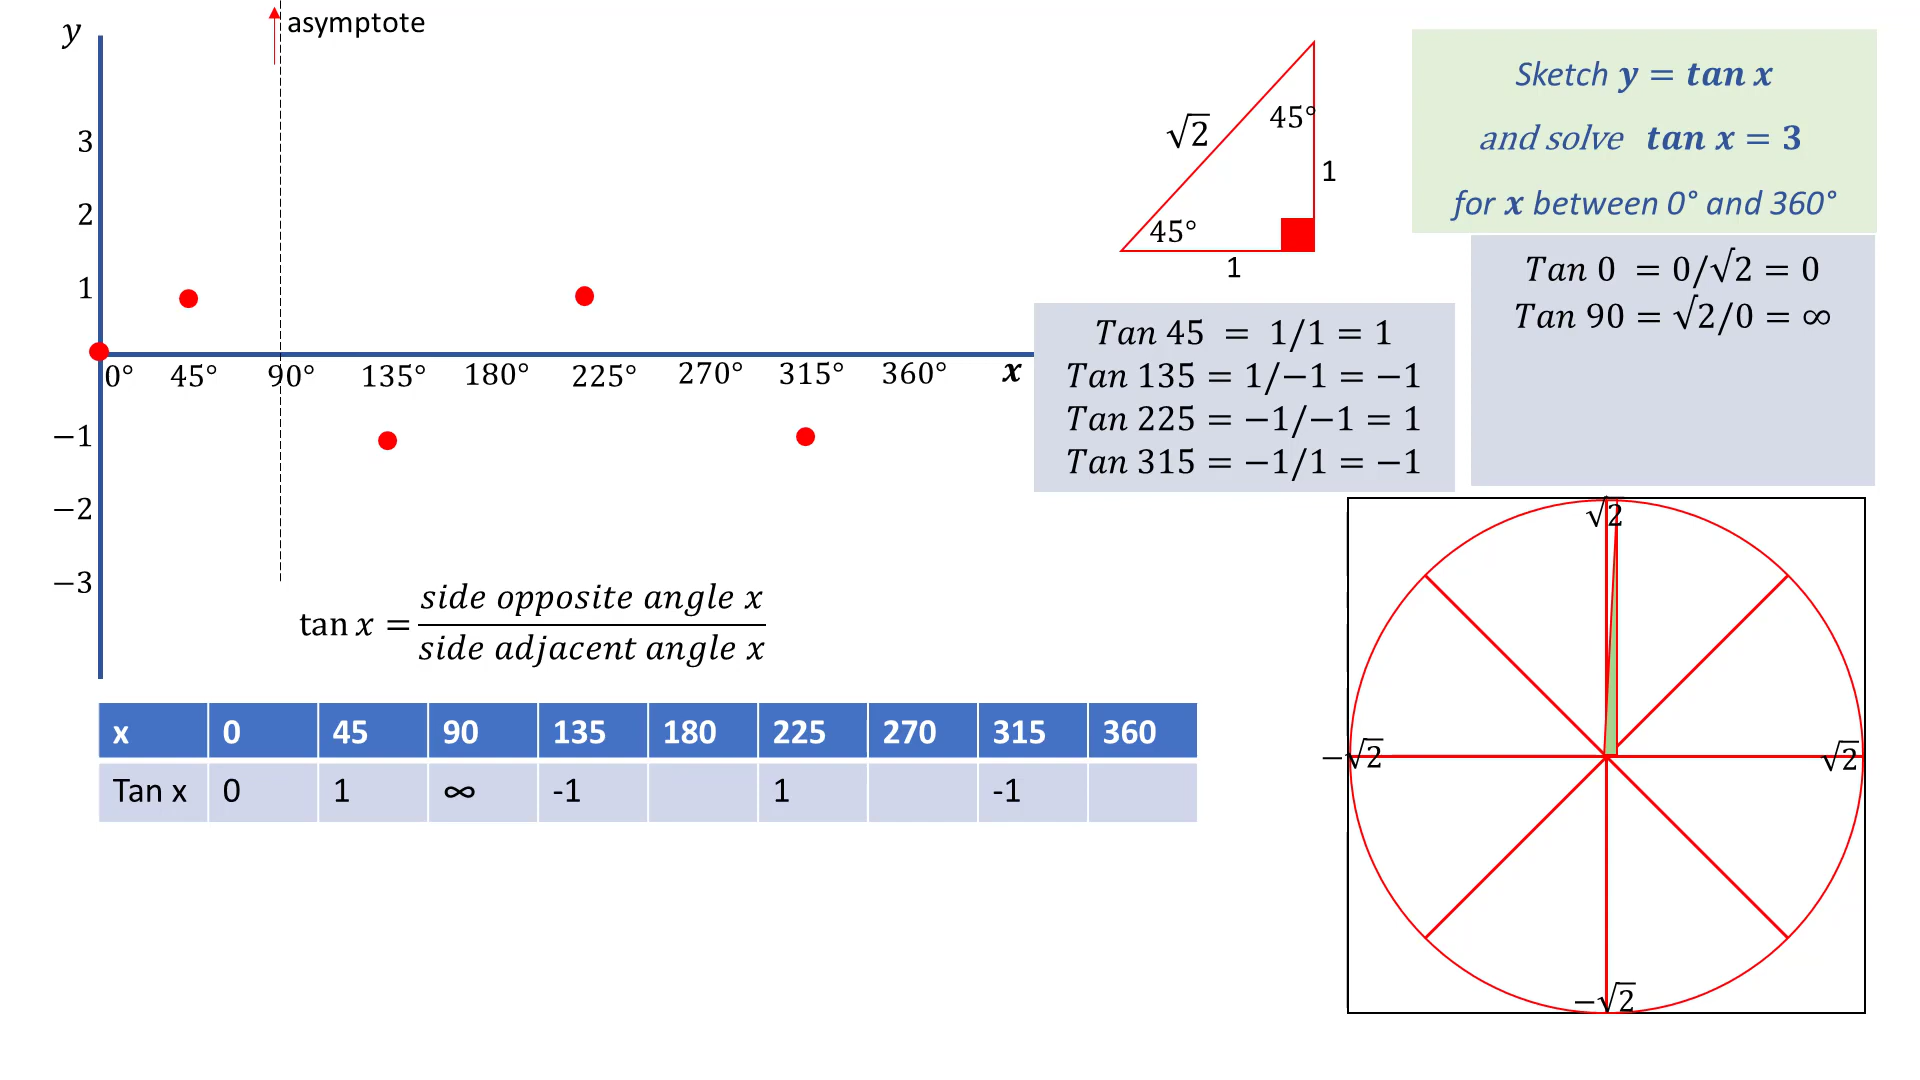 y
asymptote
3
2
1
0° 45° 90° 135° 180° 225° 270° 315° 360° x
−1
−2
−3
tan x = side opposite angle x / side adjacent angle x
√2
45°
1
45°
1
Sketch y = tan x
and solve tan x = 3
for x between 0° and 360°
Tan 45 = 1/1 = 1
Tan 135 = 1/−1 = −1
Tan 225 = −1/−1 = 1
Tan 315 = −1/1 = −1
Tan 0 = 0/√2 = 0
Tan 90 = √2/0 = ∞
x 0 45 90 135 180 225 270 315 360
Tan x 0 1 ∞ -1 1 -1
√2
−√2
√2
−√2